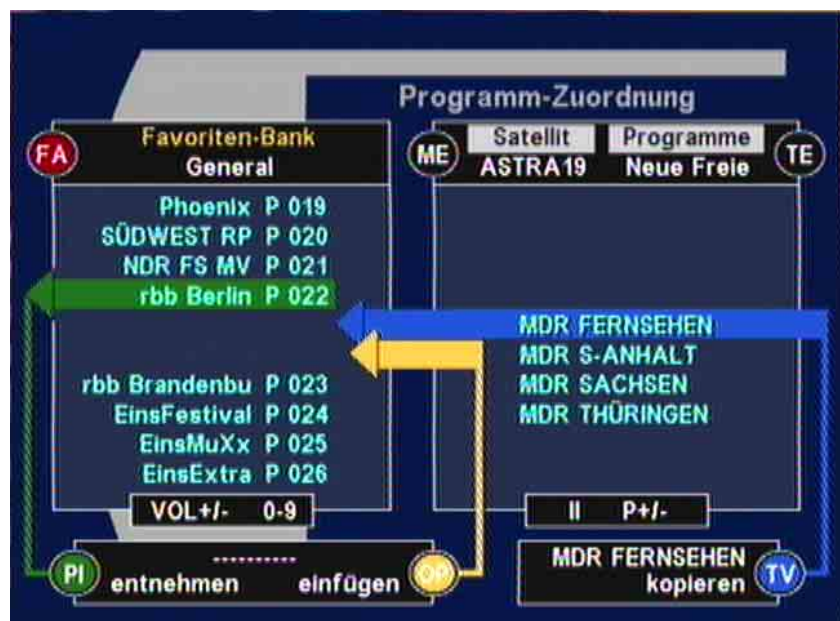 Programm-Zuordnung
FA
Favoriten-Bank
General
ME
Satellit
Programme
ASTRA19
Neue Freie
TE
Phoenix P 019
SÜDWEST RP P 020
NDR FS MV P 021
rbb Berlin P 022
rbb Brandenbu P 023
EinsFestival P 024
EinsMuXx P 025
EinsExtra P 026
VOL+/- 0-9
MDR FERNSEHEN
MDR S-ANHALT
MDR SACHSEN
MDR THÜRINGEN
II P+/-
PI
---------
entnehmen einfügen
OP
MDR FERNSEHEN
kopieren
TV